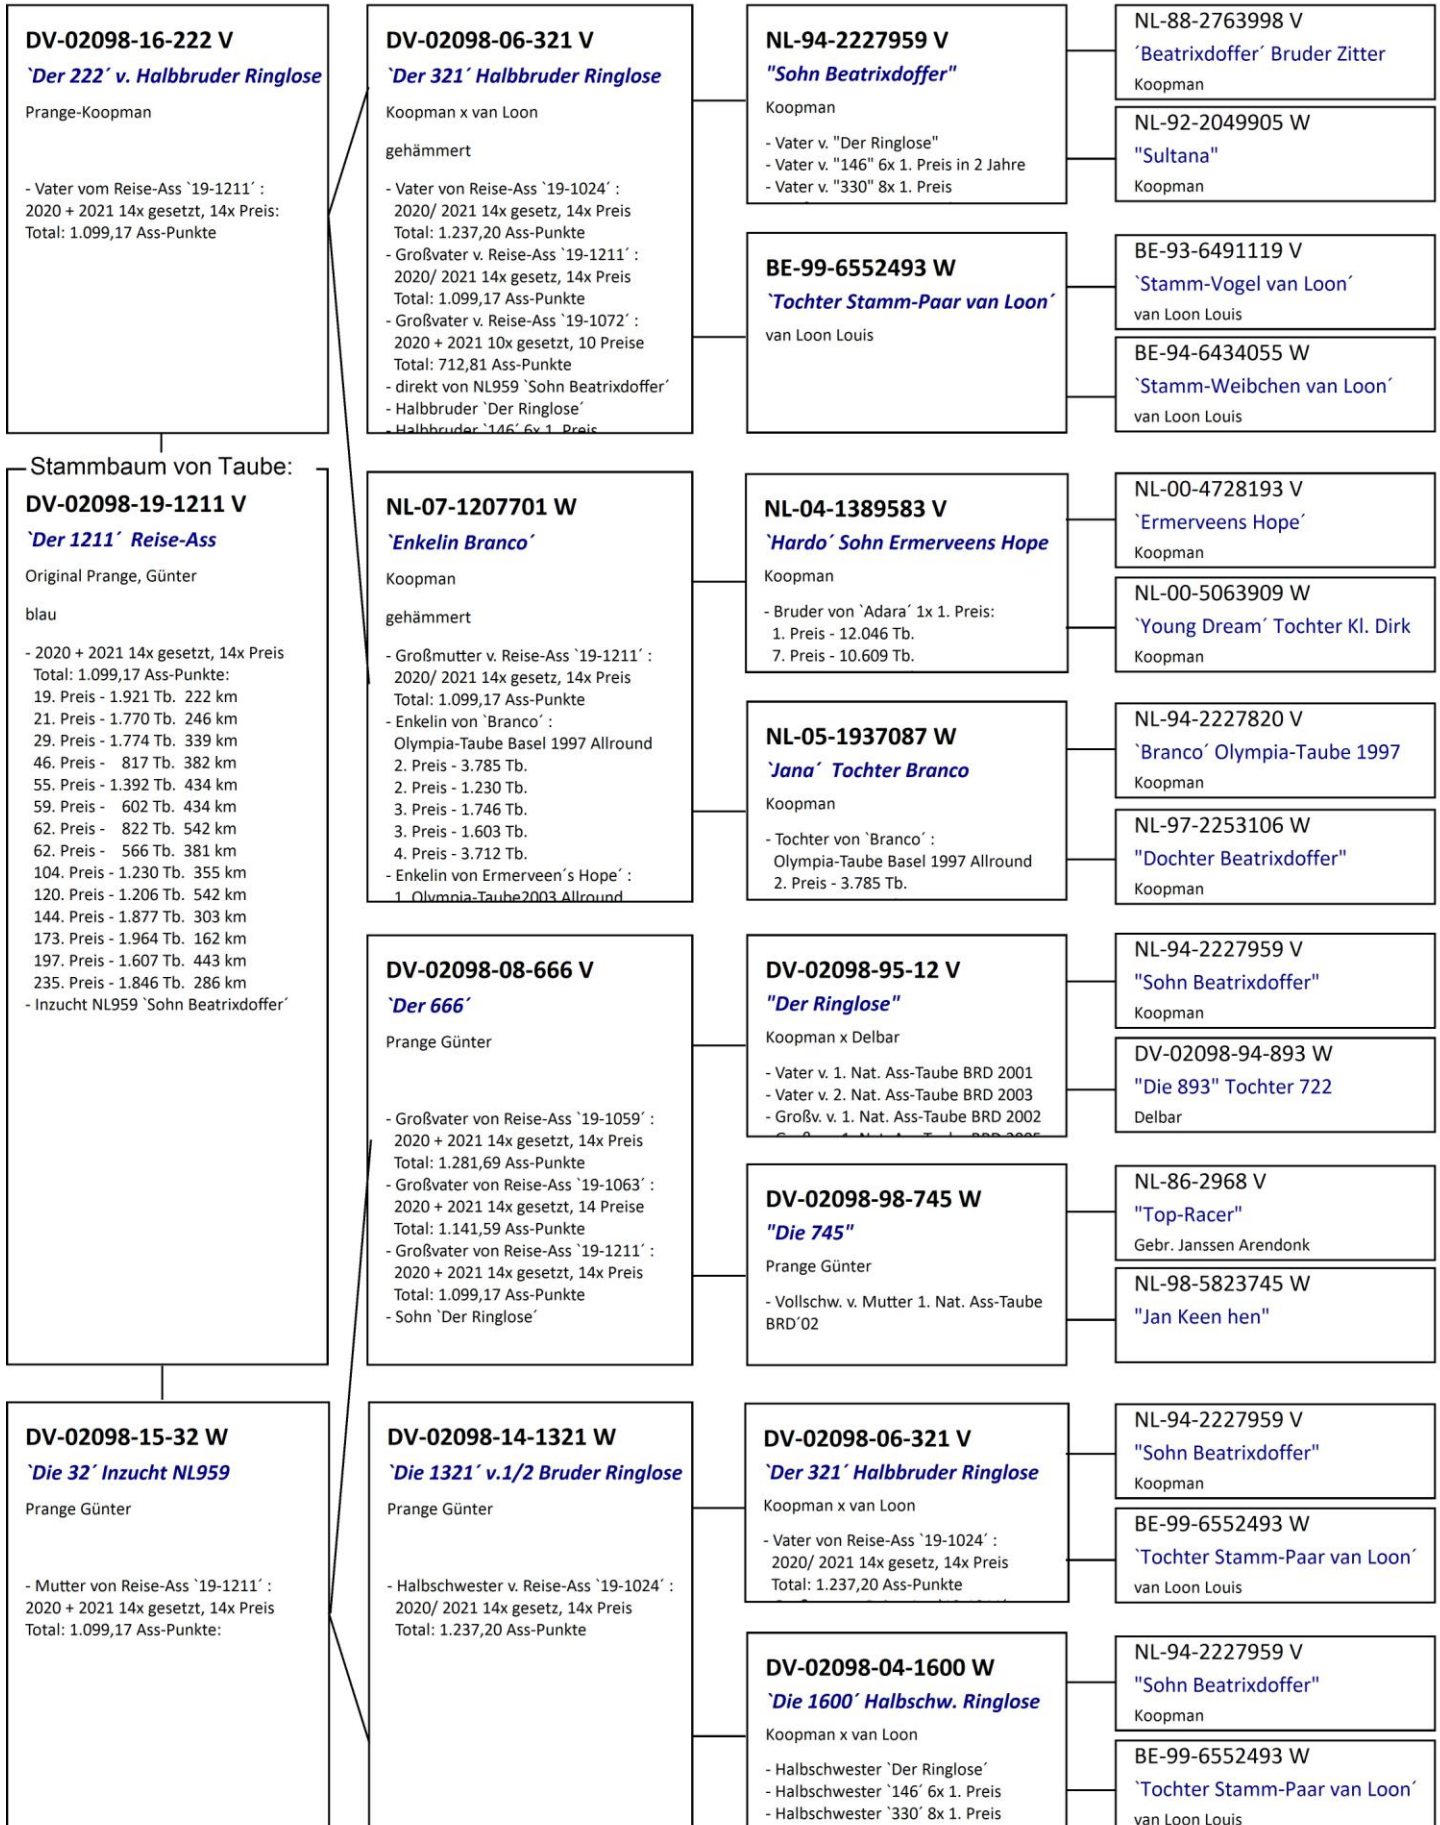 DV-02098-16-222 V
`Der 222´ v. Halbbruder Ringlose
Prange-Koopman
- Vater vom Reise-Ass `19-1211´ :
2020 + 2021 14x gesetzt, 14x Preis:
Total: 1.099,17 Ass-Punkte
Stammbaum von Taube:
DV-02098-19-1211 V
`Der 1211´ Reise-Ass
Original Prange, Günter
blau
- 2020 + 2021 14x gesetzt, 14x Preis
Total: 1.099,17 Ass-Punkte:
19. Preis - 1.921 Tb. 222 km
21. Preis - 1.770 Tb. 246 km
29. Preis - 1.774 Tb. 339 km
46. Preis - 817 Tb. 382 km
55. Preis - 1.392 Tb. 434 km
59. Preis - 602 Tb. 434 km
62. Preis - 822 Tb. 542 km
62. Preis - 566 Tb. 381 km
104. Preis - 1.230 Tb. 355 km
120. Preis - 1.206 Tb. 542 km
144. Preis - 1.877 Tb. 303 km
173. Preis - 1.964 Tb. 162 km
197. Preis - 1.607 Tb. 443 km
235. Preis - 1.846 Tb. 286 km
- Inzucht NL959 `Sohn Beatrixdoffer´
DV-02098-15-32 W
`Die 32´ Inzucht NL959
Prange Günter
- Mutter von Reise-Ass `19-1211´ :
2020 + 2021 14x gesetzt, 14x Preis
Total: 1.099,17 Ass-Punkte:
DV-02098-06-321 V
`Der 321´ Halbbruder Ringlose
Koopman x van Loon
gehämmert
- Vater von Reise-Ass `19-1024´ :
2020/ 2021 14x gesetz, 14x Preis
Total: 1.237,20 Ass-Punkte
- Großvater v. Reise-Ass `19-1211´ :
2020/ 2021 14x gesetz, 14x Preis
Total: 1.099,17 Ass-Punkte
- Großvater v. Reise-Ass `19-1072´ :
2020 + 2021 10x gesetzt, 10 Preise
Total: 712,81 Ass-Punkte
- direkt von NL959 `Sohn Beatrixdoffer´
- Halbbruder `Der Ringlose´
- Halbbruder `146´ 6x 1. Preis
NL-07-1207701 W
`Enkelin Branco´
Koopman
gehämmert
- Großmutter v. Reise-Ass `19-1211´ :
2020/ 2021 14x gesetz, 14x Preis
Total: 1.099,17 Ass-Punkte
- Enkelin von `Branco´ :
Olympia-Taube Basel 1997 Allround
2. Preis - 3.785 Tb.
2. Preis - 1.230 Tb.
3. Preis - 1.746 Tb.
3. Preis - 1.603 Tb.
4. Preis - 3.712 Tb.
- Enkelin von Ermerveen´s Hope´ :
1. Olympia-Taube2003 Allround
DV-02098-08-666 V
`Der 666´
Prange Günter
- Großvater von Reise-Ass `19-1059´ :
2020 + 2021 14x gesetzt, 14x Preis
Total: 1.281,69 Ass-Punkte
- Großvater von Reise-Ass `19-1063´ :
2020 + 2021 14x gesetzt, 14 Preise
Total: 1.141,59 Ass-Punkte
- Großvater von Reise-Ass `19-1211´ :
2020 + 2021 14x gesetzt, 14x Preis
Total: 1.099,17 Ass-Punkte
- Sohn `Der Ringlose´
DV-02098-14-1321 W
`Die 1321´ v.1/2 Bruder Ringlose
Prange Günter
- Halbschwester v. Reise-Ass `19-1024´ :
2020/ 2021 14x gesetz, 14x Preis
Total: 1.237,20 Ass-Punkte
NL-94-2227959 V
"Sohn Beatrixdoffer"
Koopman
- Vater v. "Der Ringlose"
- Vater v. "146" 6x 1. Preis in 2 Jahre
- Vater v. "330" 8x 1. Preis
BE-99-6552493 W
`Tochter Stamm-Paar van Loon´
van Loon Louis
NL-04-1389583 V
`Hardo´ Sohn Ermerveens Hope
Koopman
- Bruder von `Adara´ 1x 1. Preis:
1. Preis - 12.046 Tb.
7. Preis - 10.609 Tb.
NL-05-1937087 W
`Jana´ Tochter Branco
Koopman
- Tochter von `Branco´ :
Olympia-Taube Basel 1997 Allround
2. Preis - 3.785 Tb.
DV-02098-95-12 V
"Der Ringlose"
Koopman x Delbar
- Vater v. 1. Nat. Ass-Taube BRD 2001
- Vater v. 2. Nat. Ass-Taube BRD 2003
- Großv. v. 1. Nat. Ass-Taube BRD 2002
DV-02098-98-745 W
"Die 745"
Prange Günter
- Vollschw. v. Mutter 1. Nat. Ass-Taube
BRD´02
DV-02098-06-321 V
`Der 321´ Halbbruder Ringlose
Koopman x van Loon
- Vater von Reise-Ass `19-1024´ :
2020/ 2021 14x gesetz, 14x Preis
Total: 1.237,20 Ass-Punkte
DV-02098-04-1600 W
`Die 1600´ Halbschw. Ringlose
Koopman x van Loon
- Halbschwester `Der Ringlose´
- Halbschwester `146´ 6x 1. Preis
- Halbschwester `330´ 8x 1. Preis
NL-88-2763998 V
´Beatrixdoffer´ Bruder Zitter
Koopman
NL-92-2049905 W
"Sultana"
Koopman
BE-93-6491119 V
`Stamm-Vogel van Loon´
van Loon Louis
BE-94-6434055 W
`Stamm-Weibchen van Loon´
van Loon Louis
NL-00-4728193 V
`Ermerveens Hope´
Koopman
NL-00-5063909 W
`Young Dream´ Tochter Kl. Dirk
Koopman
NL-94-2227820 V
`Branco´ Olympia-Taube 1997
Koopman
NL-97-2253106 W
"Dochter Beatrixdoffer"
Koopman
NL-94-2227959 V
"Sohn Beatrixdoffer"
Koopman
DV-02098-94-893 W
"Die 893" Tochter 722
Delbar
NL-86-2968 V
"Top-Racer"
Gebr. Janssen Arendonk
NL-98-5823745 W
"Jan Keen hen"
NL-94-2227959 V
"Sohn Beatrixdoffer"
Koopman
BE-99-6552493 W
`Tochter Stamm-Paar van Loon´
van Loon Louis
NL-94-2227959 V
"Sohn Beatrixdoffer"
Koopman
BE-99-6552493 W
`Tochter Stamm-Paar van Loon´
van Loon Louis